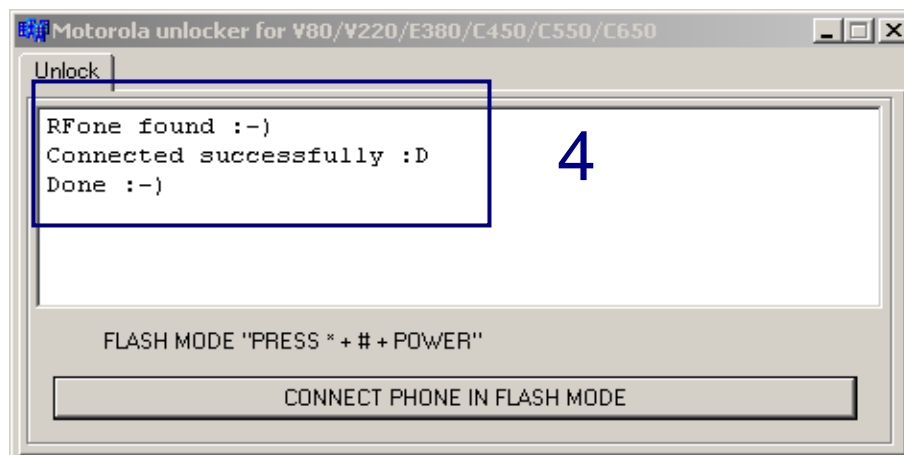 Motorola unlocker for V80/V220/E380/C450/C550/C650
Unlock
RFone found :-)
Connected successfully :D
Done :-)
4
FLASH MODE "PRESS * + # + POWER"
CONNECT PHONE IN FLASH MODE